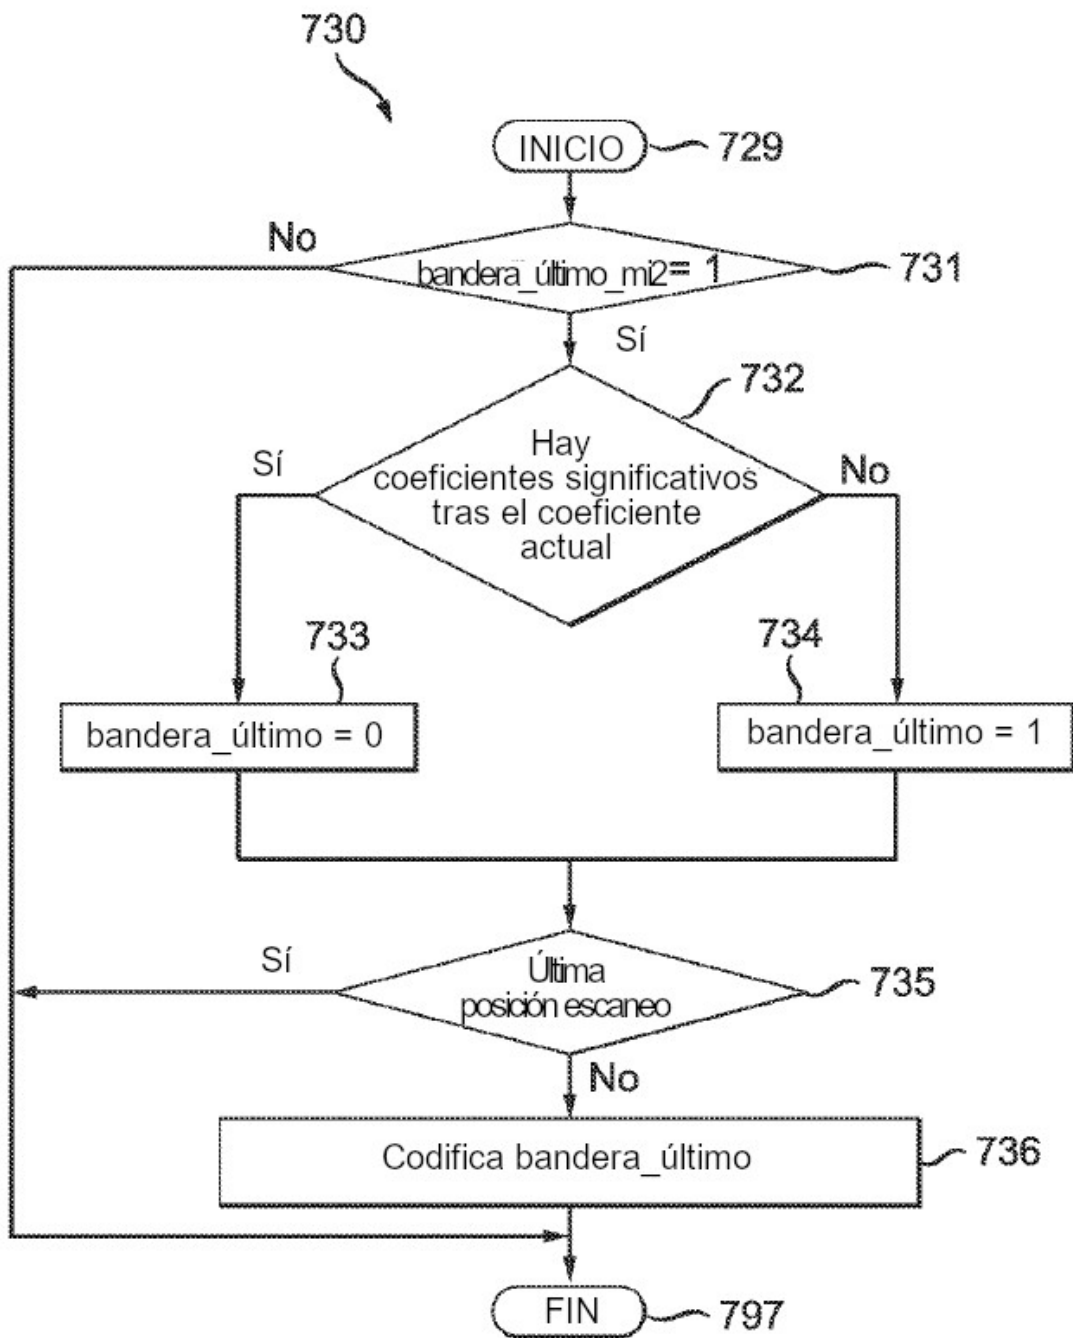 730
INICIO
729
No
bandera_último_mi2= 1
731
Sí
732
Hay
coeficientes significativos
tras el coeficiente
actual
Sí
No
733
734
bandera_último = 0
bandera_último = 1
Sí
Última
posición escaneo
735
No
Codifica bandera_último
736
FIN
797